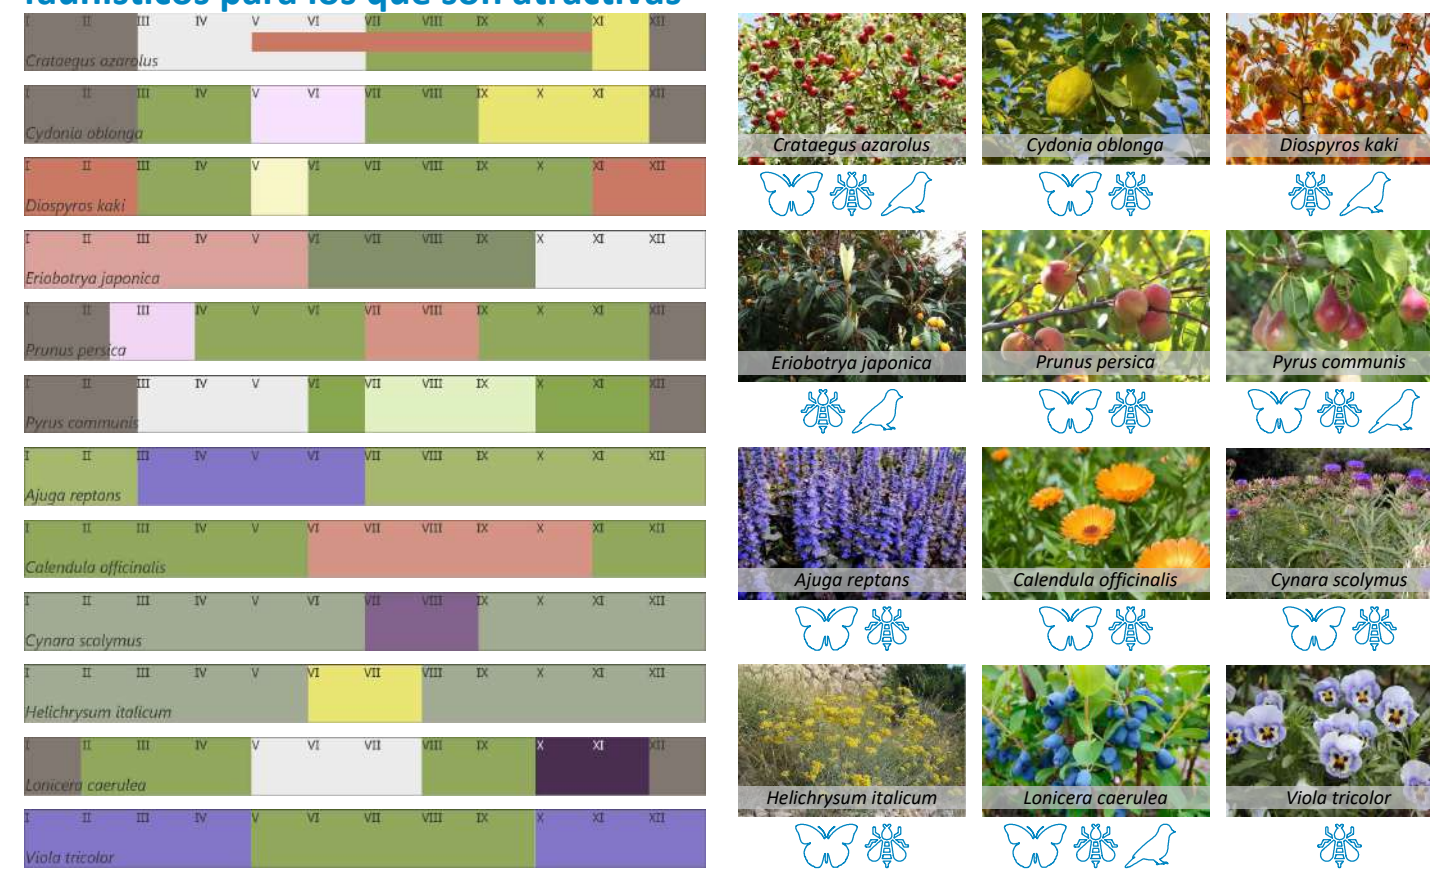 faunísticos para los que son atractivas
I II III IV V VI VII VIII IX X XI XII
Crataegus azarolus
I II III IV V VI VII VIII IX X XI XII
Cydonia oblonga
I II III IV V VI VII VIII IX X XI XII
Diospyros kaki
I II III IV V VI VII VIII IX X XI XII
Eriobotrya japonica
I II III IV V VI VII VIII IX X XI XII
Prunus persica
I II III IV V VI VII VIII IX X XI XII
Pyrus communis
I II III IV V VI VII VIII IX X XI XII
Ajuga reptans
I II III IV V VI VII VIII IX X XI XII
Calendula officinalis
I II III IV V VI VII VIII IX X XI XII
Cynara scolymus
I II III IV V VI VII VIII IX X XI XII
Helichrysum italicum
I II III IV V VI VII VIII IX X XI XII
Lonicera caerulea
I II III IV V VI VII VIII IX X XI XII
Viola tricolor
Crataegus azarolus
Cydonia oblonga
Diospyros kaki
Eriobotrya japonica
Prunus persica
Pyrus communis
Ajuga reptans
Calendula officinalis
Cynara scolymus
Helichrysum italicum
Lonicera caerulea
Viola tricolor